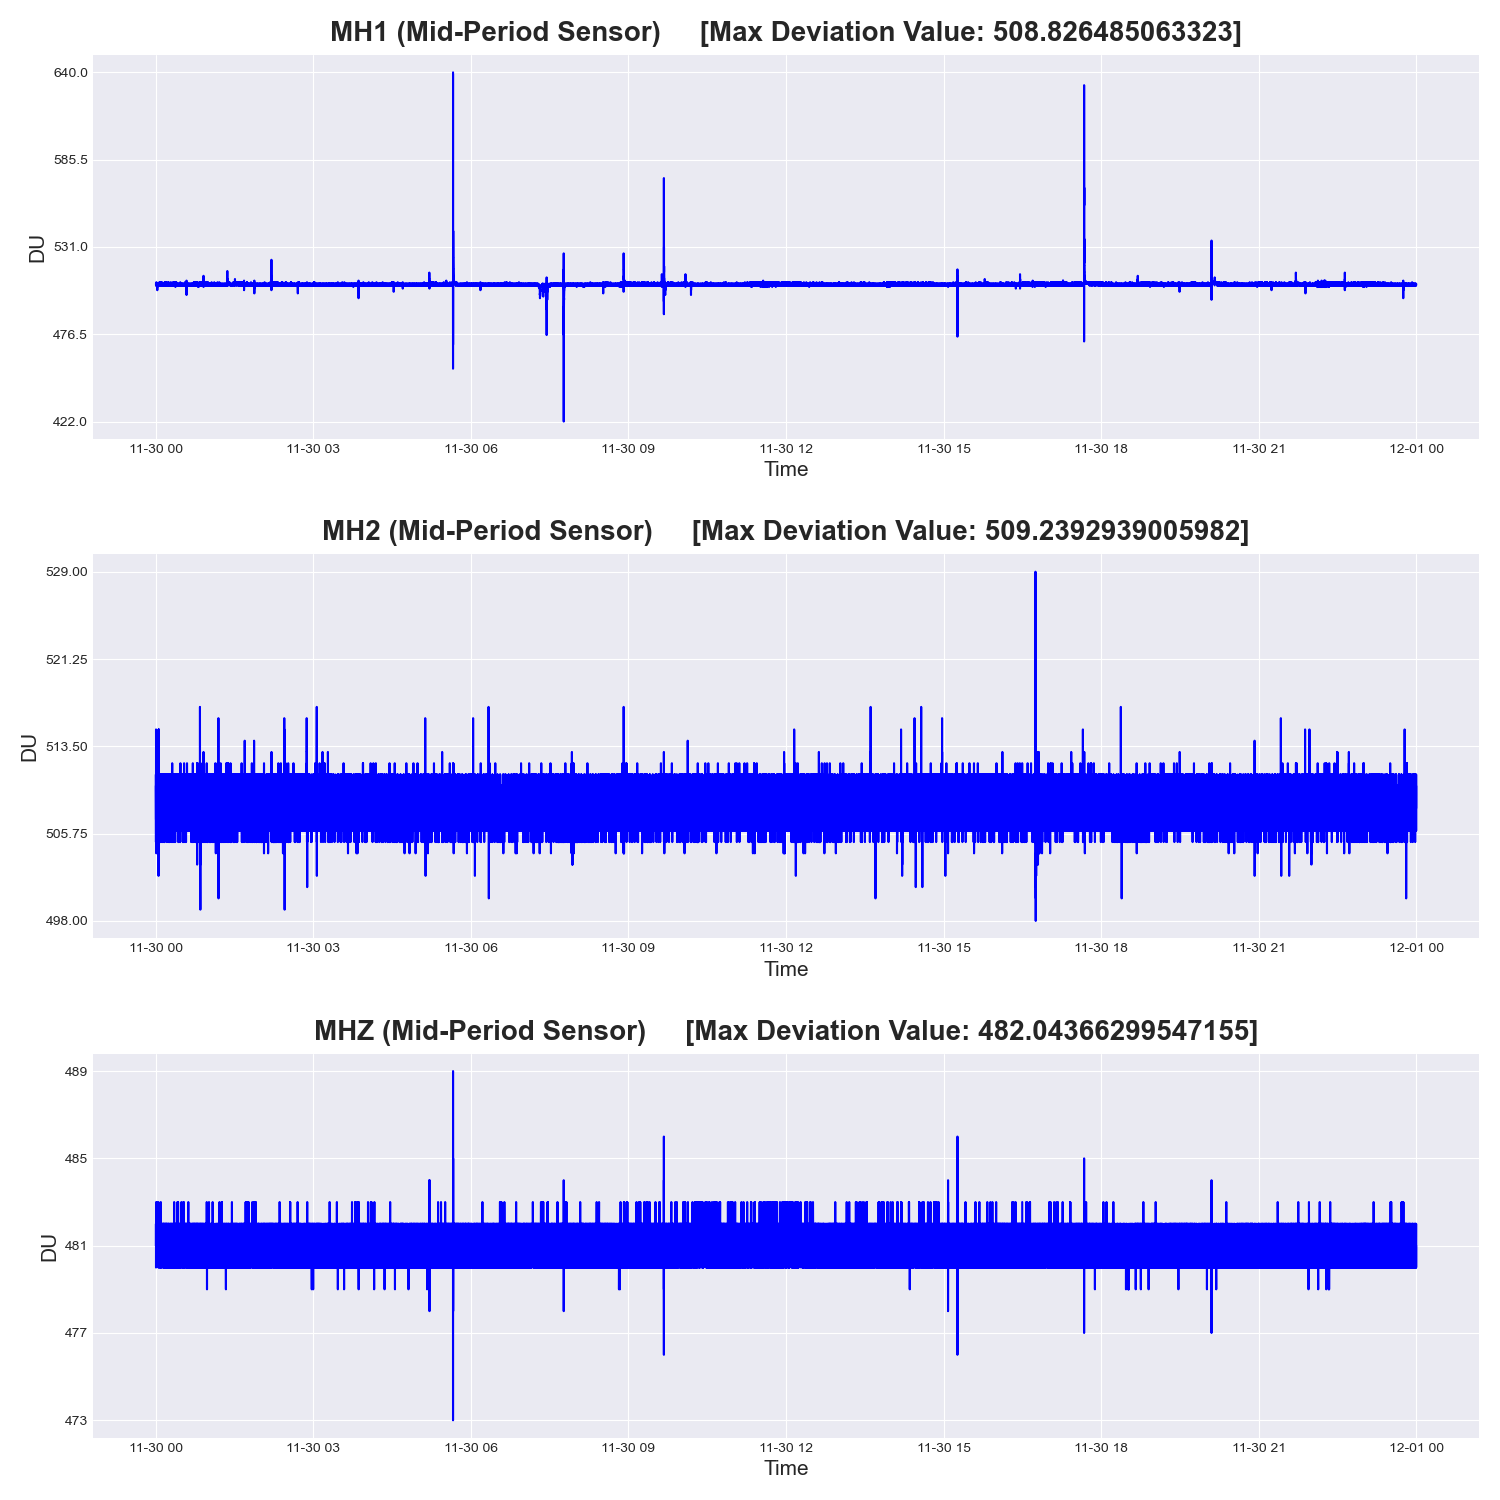 MH1 (Mid-Period Sensor) [Max Deviation Value: 508.826485063323]
640.0
585.5
531.0
476.5
422.0
DU
11-30 00 11-30 03 11-30 06 11-30 09 11-30 12 11-30 15 11-30 18 11-30 21 12-01 00
Time
MH2 (Mid-Period Sensor) [Max Deviation Value: 509.2392939005982]
529.00
521.25
513.50
505.75
498.00
DU
11-30 00 11-30 03 11-30 06 11-30 09 11-30 12 11-30 15 11-30 18 11-30 21 12-01 00
Time
MHZ (Mid-Period Sensor) [Max Deviation Value: 482.04366299547155]
489
485
481
477
473
DU
11-30 00 11-30 03 11-30 06 11-30 09 11-30 12 11-30 15 11-30 18 11-30 21 12-01 00
Time